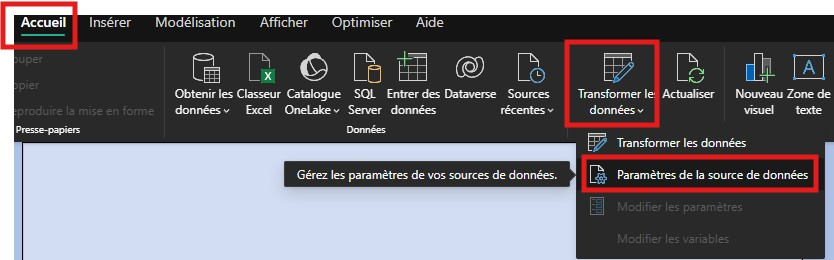 Accueil Insérer Modélisation Afficher Optimiser Aide
ouper
opier
eproduire la mise en forme
Presse-papiers
Obtenir les données
Classeur Excel
Catalogue OneLake
SQL Server
Entrer des données
Dataverse
Sources récentes
Données
Transformer les données
Actualiser
Nouveau visuel
Zone de texte
Transformer les données
Gérez les paramètres de vos sources de données.
Paramètres de la source de données
Modifier les paramètres
Modifier les variables